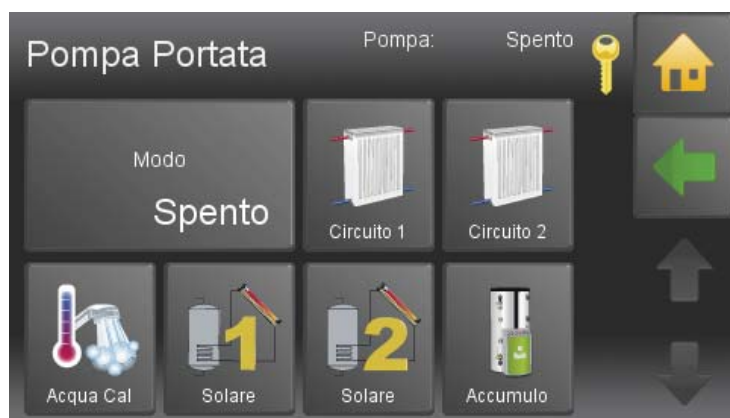 Pompa Portata Pompa: Spento
Modo
Spento
Circuito 1 Circuito 2
Acqua Cal 1 Solare 2 Solare Accumulo